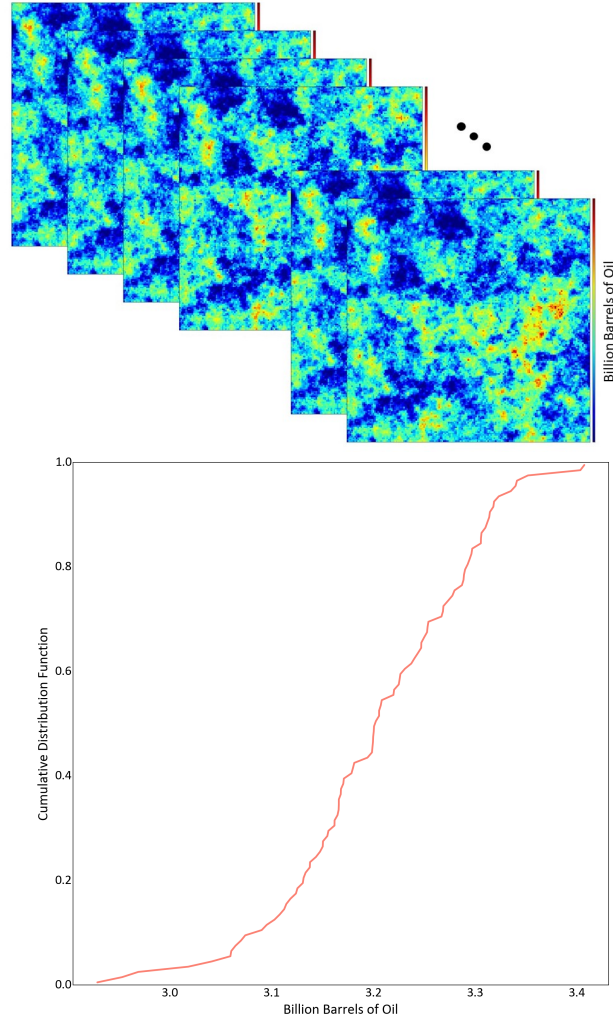 Billion Barrels of Oil
1.0
0.8
0.6
0.4
0.2
0.0
Cumulative Distribution Function
3.0 3.1 3.2 3.3 3.4
Billion Barrels of Oil